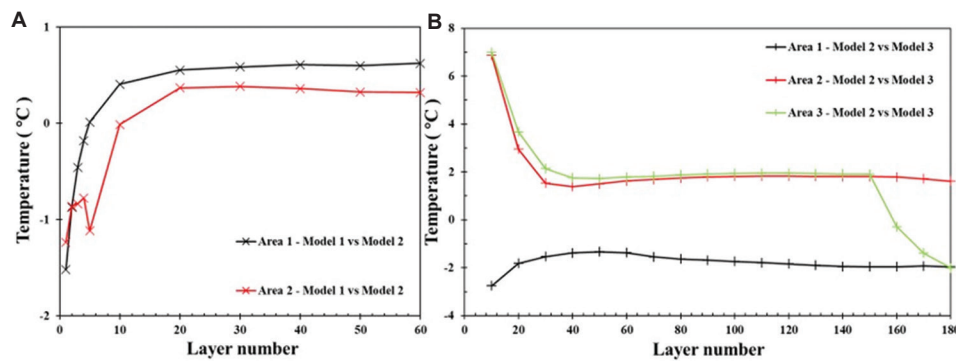 A
1
0
-1
-2
Temperature ( °C)
Area 1 - Model 1 vs Model 2
Area 2 - Model 1 vs Model 2
0 10 20 30 40 50 60
Layer number
B
8
6
4
2
0
-2
-4
Temperature ( °C)
Area 1 - Model 2 vs Model 3
Area 2 - Model 2 vs Model 3
Area 3 - Model 2 vs Model 3
0 20 40 60 80 100 120 140 160 180
Layer number